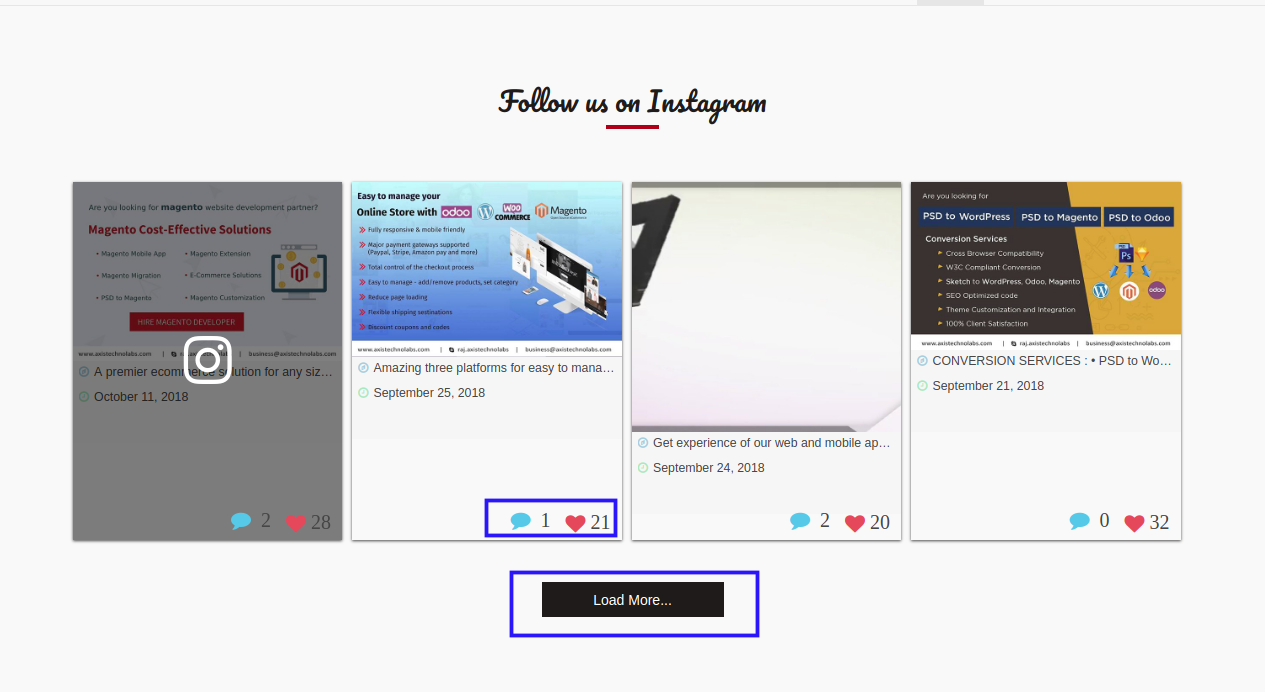 Follow us on Instagram
Are you looking for magento website development partner?
Magento Cost-Effective Solutions
• Magento Mobile App
• Magento Extension
• Magento Migration
• E-Commerce Solutions
• PSD to Magento
• Magento Customization
HIRE MAGENTO DEVELOPER
www.axistechnolabs.com | | business@axistechnolabs.com
A premier ecommerce solution for any siz...
October 11, 2018
2 28
Easy to manage your
Online Store with odoo WOO COMMERCE Magento
Fully responsive & mobile friendly
Major payment gateways supported
(Paypal, Stripe, Amazon pay and more)
Total control of the checkout process
Easy to manage - add/remove products, set category
Reduce page loading
Flexible shipping destinations
Discount coupons and codes
www.axistechnolabs.com | raj.axistechnolabs | business@axistechnolabs.com
Amazing three platforms for easy to mana...
September 25, 2018
1 21
Get experience of our web and mobile ap...
September 24, 2018
2 20
Are you looking for
PSD to WordPress PSD to Magento PSD to Odoo
Conversion Services
Cross Browser Compatibility
W3C Compliant Conversion
Sketch to WordPress, Odoo, Magento
SEO Optimized code
Theme Customization and Integration
100% Client Satisfaction
Ps
odoo
www.axistechnolabs.com | raj.axistechnolabs | business@axistechnolabs.com
CONVERSION SERVICES : • PSD to Wo...
September 21, 2018
0 32
Load More...